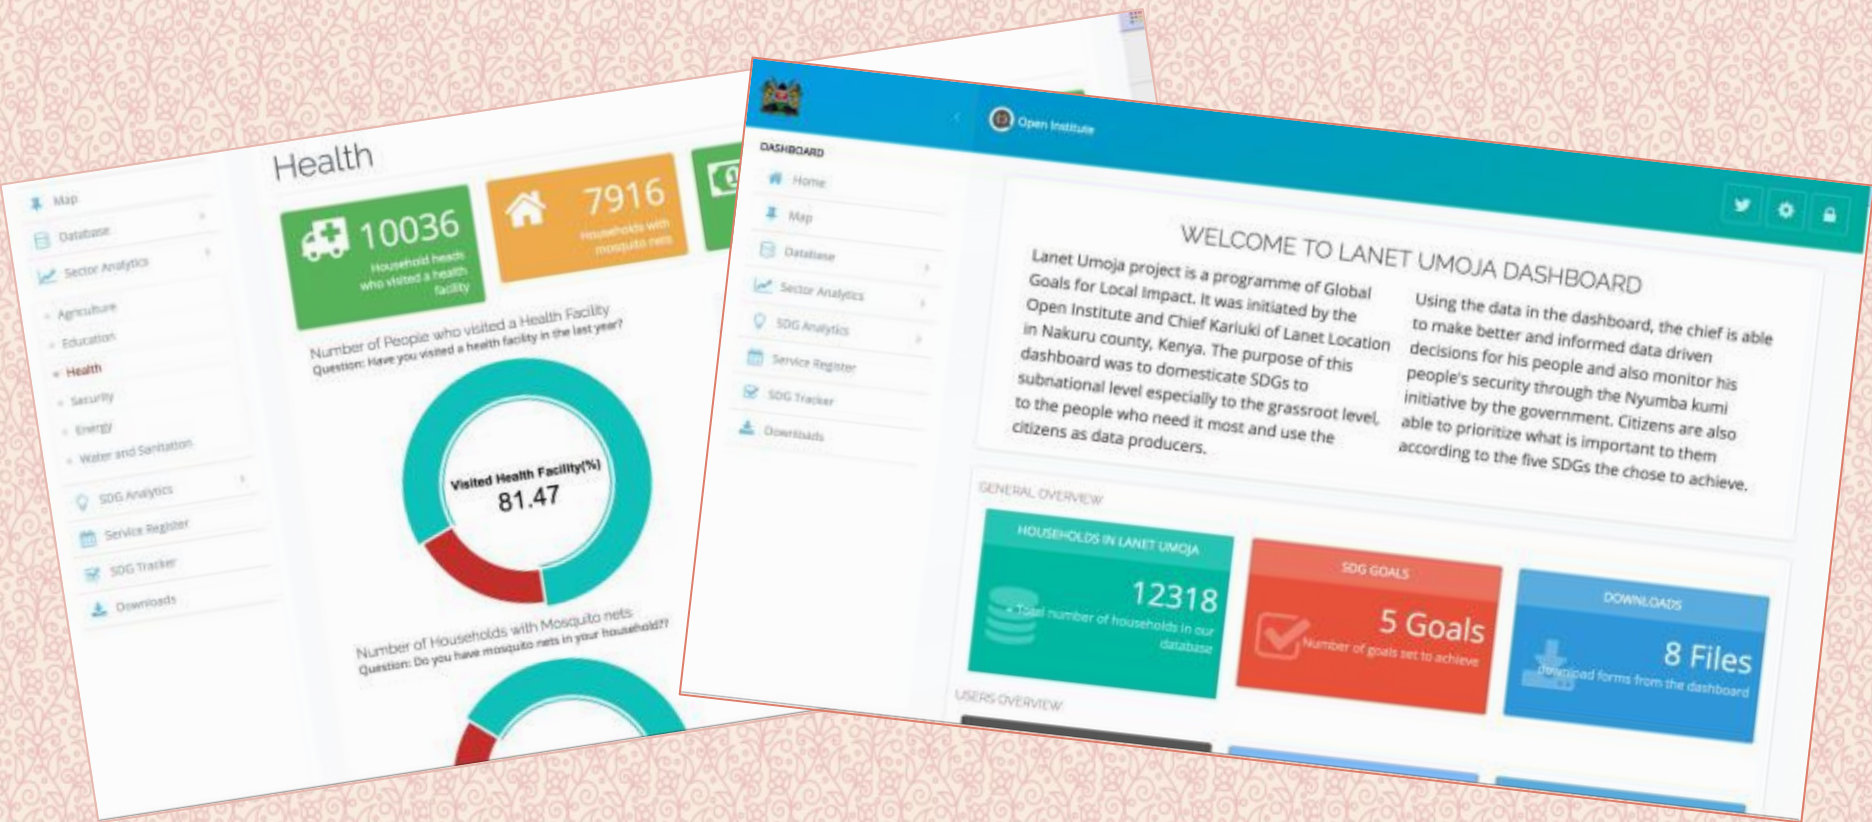 Health
Map
Database
Sector Analytics
Agriculture
Education
Health
Security
Energy
Water and Sanitation
SDG Analytics
Service Register
SDG Tracker
Downloads
10036
Household heads
who visited a health
facility
7916
Households with
mosquito nets
Number of People who visited a Health Facility
Question: Have you visited a health facility in the last year?
Visited Health Facility(%)
81.47
Number of Households with Mosquito nets
Question: Do you have mosquito nets in your household??
Open Institute
DASHBOARD
Home
Map
Database
Sector Analytics
SDG Analytics
Service Register
SDG Tracker
Downloads
WELCOME TO LANET UMOJA DASHBOARD
Lanet Umoja project is a programme of Global
Goals for Local Impact. It was initiated by the
Open Institute and Chief Kariuki of Lanet Location
in Nakuru county, Kenya. The purpose of this
dashboard was to domesticate SDGs to
subnational level especially to the grassroot level,
to the people who need it most and use the
citizens as data producers.
Using the data in the dashboard, the chief is able
to make better and informed data driven
decisions for his people and also monitor his
people's security through the Nyumba kumi
initiative by the government. Citizens are also
able to prioritize what is important to them
according to the five SDGs the chose to achieve.
GENERAL OVERVIEW
HOUSEHOLDS IN LANET UMOJA
12318
Total number of households in our
database
SDG GOALS
5 Goals
Number of goals set to achieve
DOWNLOADS
8 Files
Download forms from the dashboard
USERS OVERVIEW